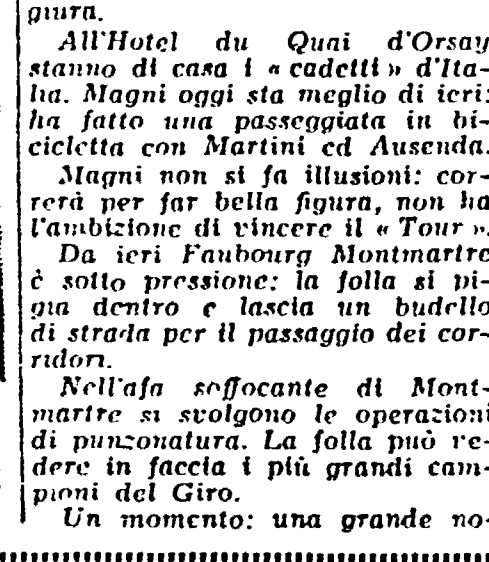 giura.
All'Hotel du Quai d'Orsay
stanno di casa i « cadetti » d'Ita-
lia. Magni oggi sta meglio di ieri:
ha fatto una passeggiata in bi-
cicletta con Martini ed Ausenda.
Magni non si fa illusioni: cor-
rerà per far bella figura, non ha
l'ambizione di vincere il « Tour ».
Da ieri Faubourg Montmartre
è sotto pressione: la folla si pi-
gia dentro e lascia un budello
di strada per il passaggio dei cor-
ridori.
Nell'afa soffocante di Mont-
martre si svolgono le operazioni
di punzonatura. La folla può ve-
dere in faccia i più grandi cam-
pioni del Giro.
Un momento: una grande no-